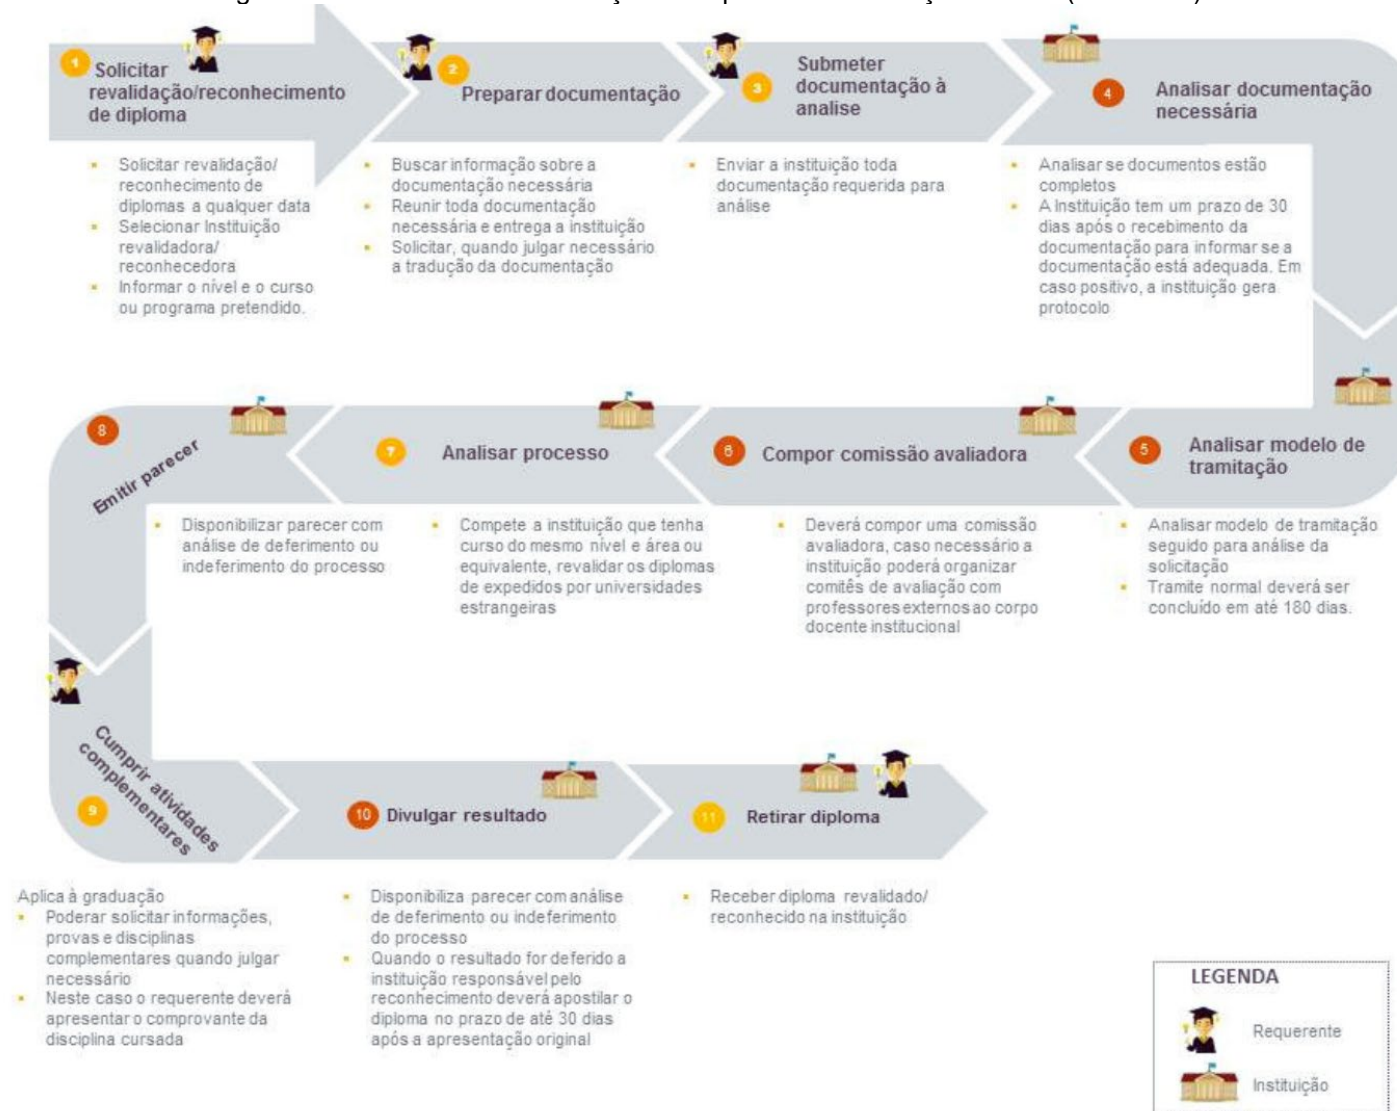 1
Solicitar
revalidação/reconhecimento
de diploma
Solicitar revalidação/
reconhecimento de
diplomas a qualquer data
Selecionar Instituição
revalidadora/
reconhecedora
Informar o nível e o curso
ou programa pretendido.
2
Preparar documentação
Buscar informação sobre a
documentação necessária
Reunir toda documentação
necessária e entrega a instituição
Solicitar, quando julgar necessário
a tradução da documentação
3
Submeter
documentação à
analise
Enviar a instituição toda
documentação requerida para
análise
4
Analisar documentação
necessária
Analisar se documentos estão
completos
A Instituição tem um prazo de 30
dias após o recebimento da
documentação para informar se a
documentação está adequada. Em
caso positivo, a instituição gera
protocolo
5
Analisar modelo de
tramitação
Analisar modelo de tramitação
seguido para análise da
solicitação
Tramite normal deverá ser
concluído em até 180 dias.
6
Compor comissão avaliadora
Deverá compor uma comissão
avaliadora, caso necessário a
instituição poderá organizar
comitês de avaliação com
professores externos ao corpo
docente institucional
7
Analisar processo
Compete a instituição que tenha
curso do mesmo nível e área ou
equivalente, revalidar os diplomas
de expedidos por universidades
estrangeiras
8
Emitir parecer
Disponibilizar parecer com
análise de deferimento ou
indeferimento do processo
9
Cumprir atividades
complementares
Aplica à graduação
Poderar solicitar informações,
provas e disciplinas
complementares quando julgar
necessário
Neste caso o requerente deverá
apresentar o comprovante da
disciplina cursada
10
Divulgar resultado
Disponibiliza parecer com análise
de deferimento ou indeferimento
do processo
Quando o resultado for deferido a
instituição responsável pelo
reconhecimento deverá apostilar o
diploma no prazo de até 30 dias
após a apresentação original
11
Retirar diploma
Receber diploma revalidado/
reconhecido na instituição
LEGENDA
Requerente
Instituição